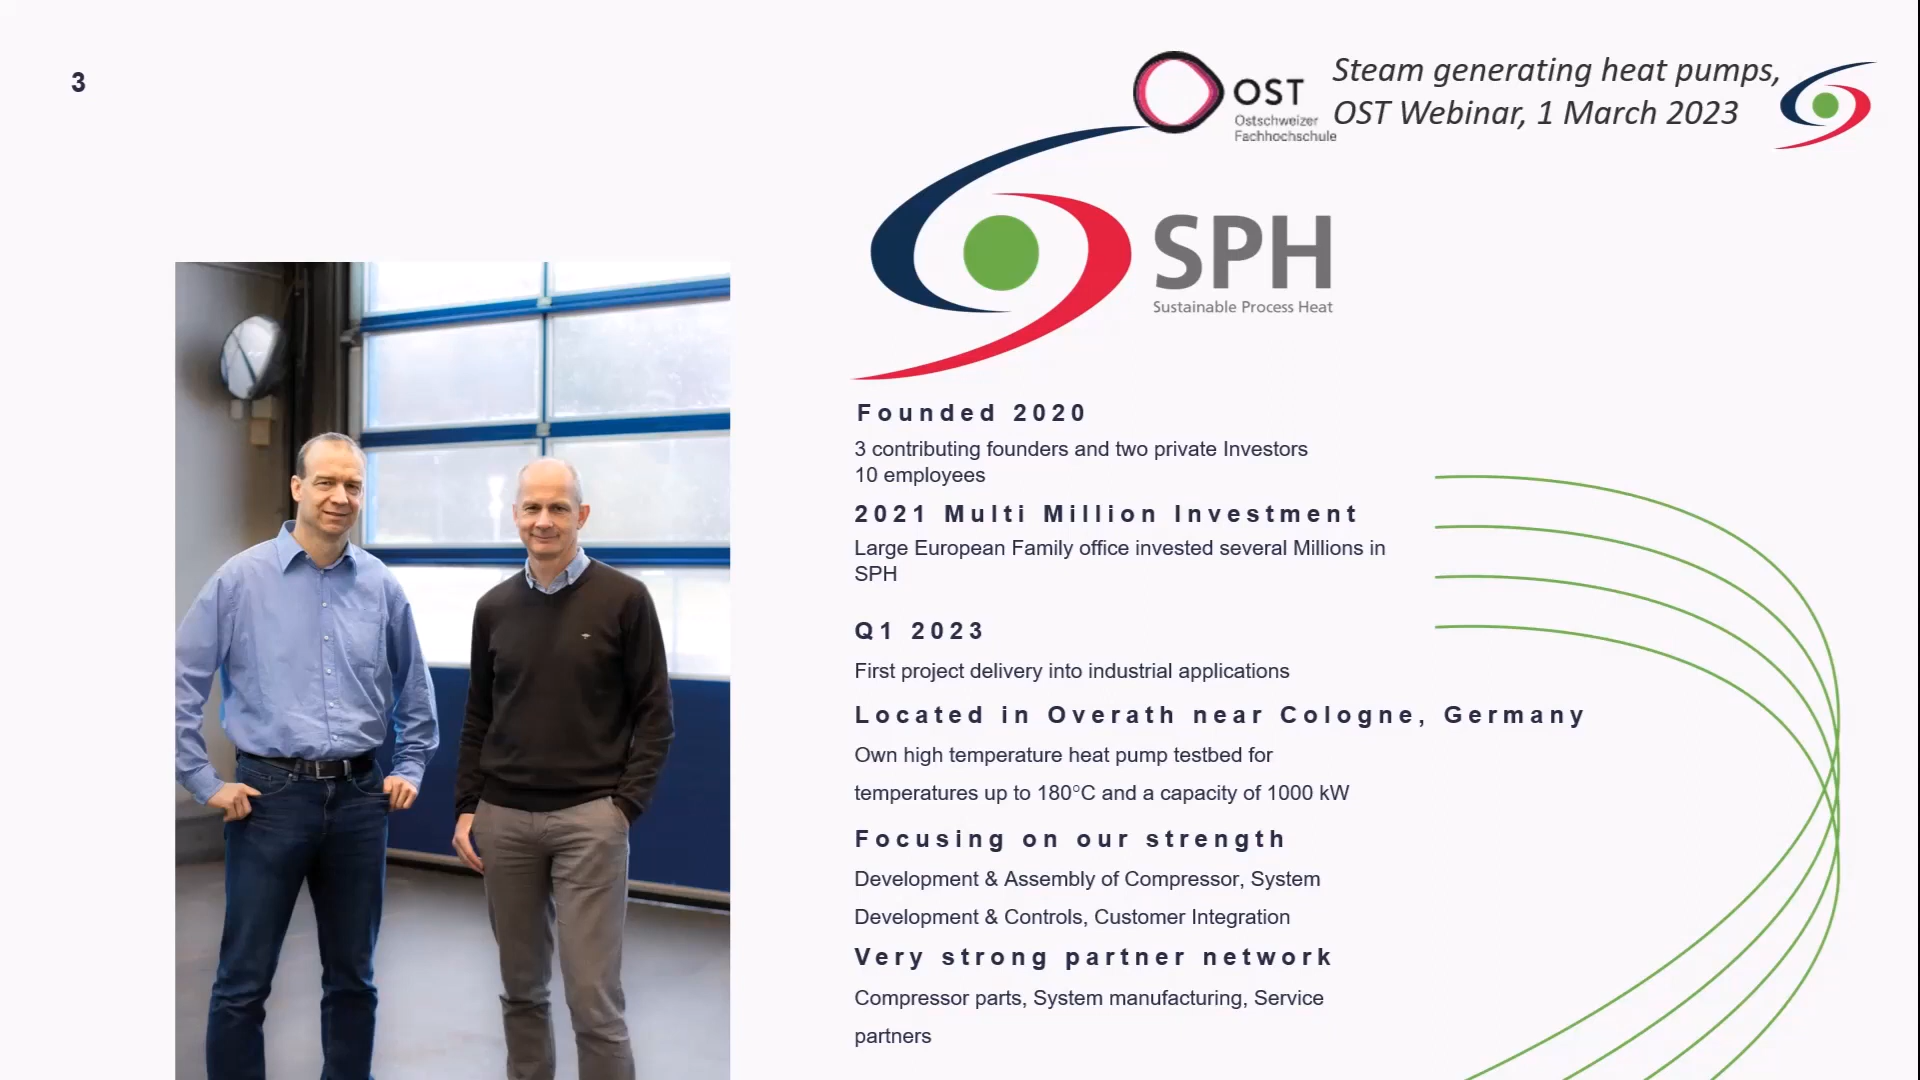 3
OST
Ostschweizer
Fachhochschule
Steam generating heat pumps,
OST Webinar, 1 March 2023
SPH
Sustainable Process Heat
Founded 2020
3 contributing founders and two private Investors
10 employees
2021 Multi Million Investment
Large European Family office invested several Millions in
SPH
Q1 2023
First project delivery into industrial applications
Located in Overath near Cologne, Germany
Own high temperature heat pump testbed for
temperatures up to 180°C and a capacity of 1000 kW
Focusing on our strength
Development & Assembly of Compressor, System
Development & Controls, Customer Integration
Very strong partner network
Compressor parts, System manufacturing, Service
partners